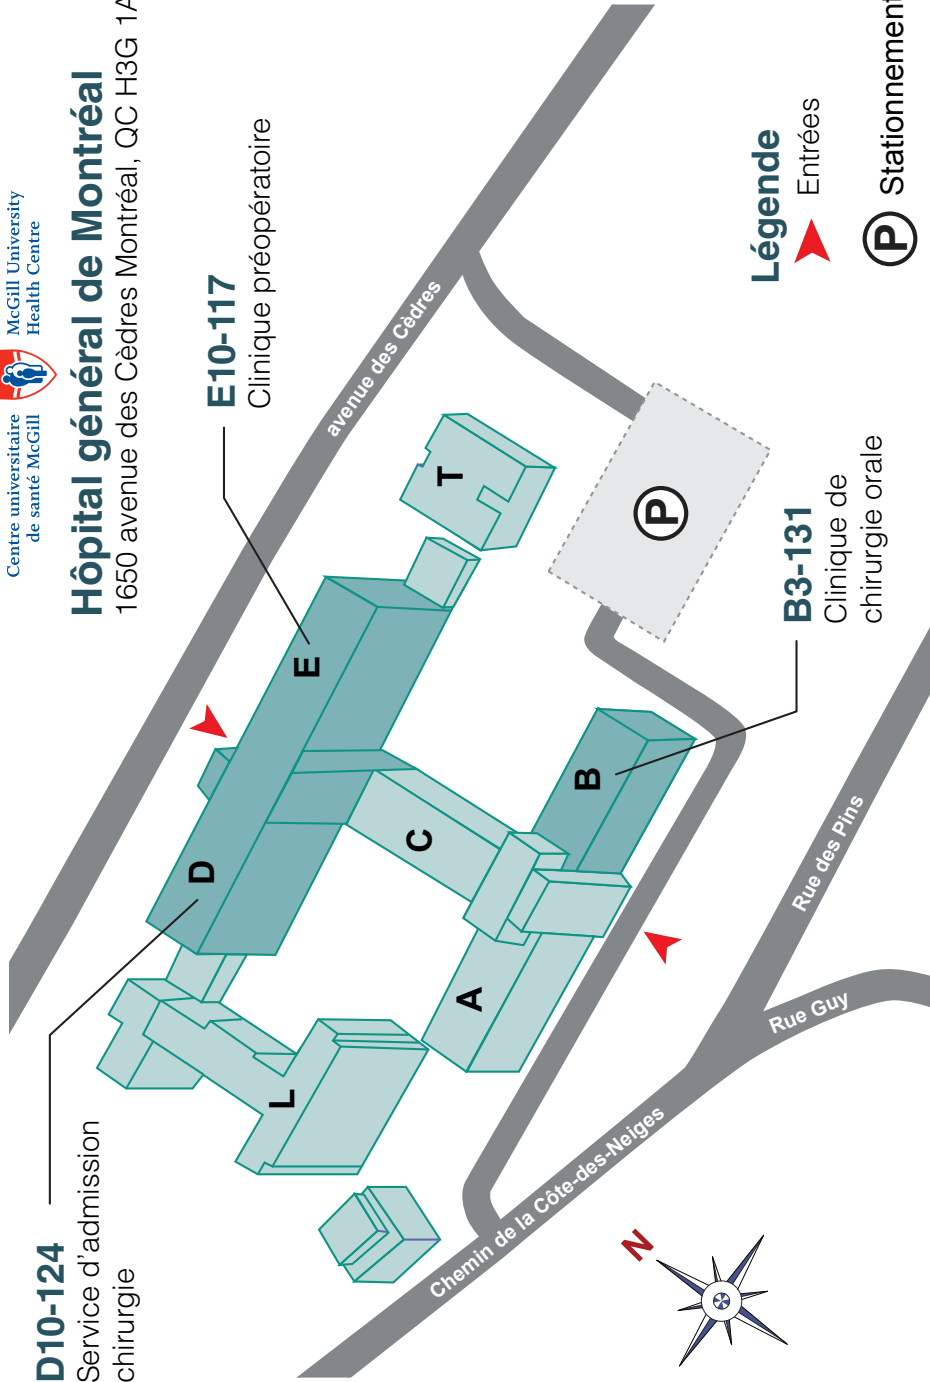 Centre universitaire
de santé McGill
McGill University
Health Centre
Hôpital général de Montréal
1650 avenue des Cèdres Montréal, QC H3G 1A
D10-124
Service d'admission
chirurgie
E10-117
Clinique préopératoire
avenue des Cèdres
D
E
T
L
C
A
B
P
B3-131
Clinique de
chirurgie orale
Chemin de la Côte-des-Neiges
Rue des Pins
Rue Guy
N
Légende
Entrées
P Stationnement